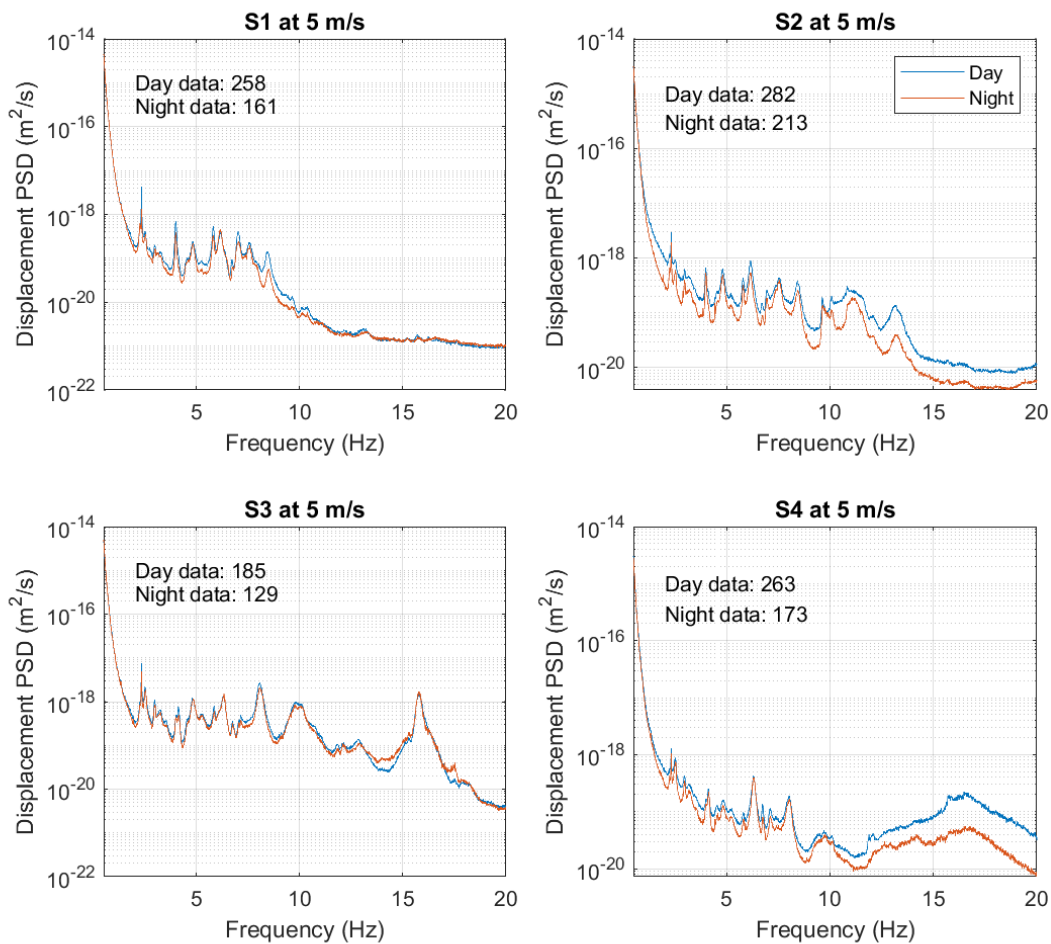 S1 at 5 m/s
10^-14
10^-16
10^-18
10^-20
10^-22
Displacement PSD (m^2/s)
Day data: 258
Night data: 161
5
10
15
20
Frequency (Hz)
S2 at 5 m/s
10^-14
10^-16
10^-18
10^-20
Displacement PSD (m^2/s)
Day data: 282
Night data: 213
Day
Night
5
10
15
20
Frequency (Hz)
S3 at 5 m/s
10^-14
10^-16
10^-18
10^-20
10^-22
Displacement PSD (m^2/s)
Day data: 185
Night data: 129
5
10
15
20
Frequency (Hz)
S4 at 5 m/s
10^-14
10^-16
10^-18
10^-20
Displacement PSD (m^2/s)
Day data: 263
Night data: 173
5
10
15
20
Frequency (Hz)